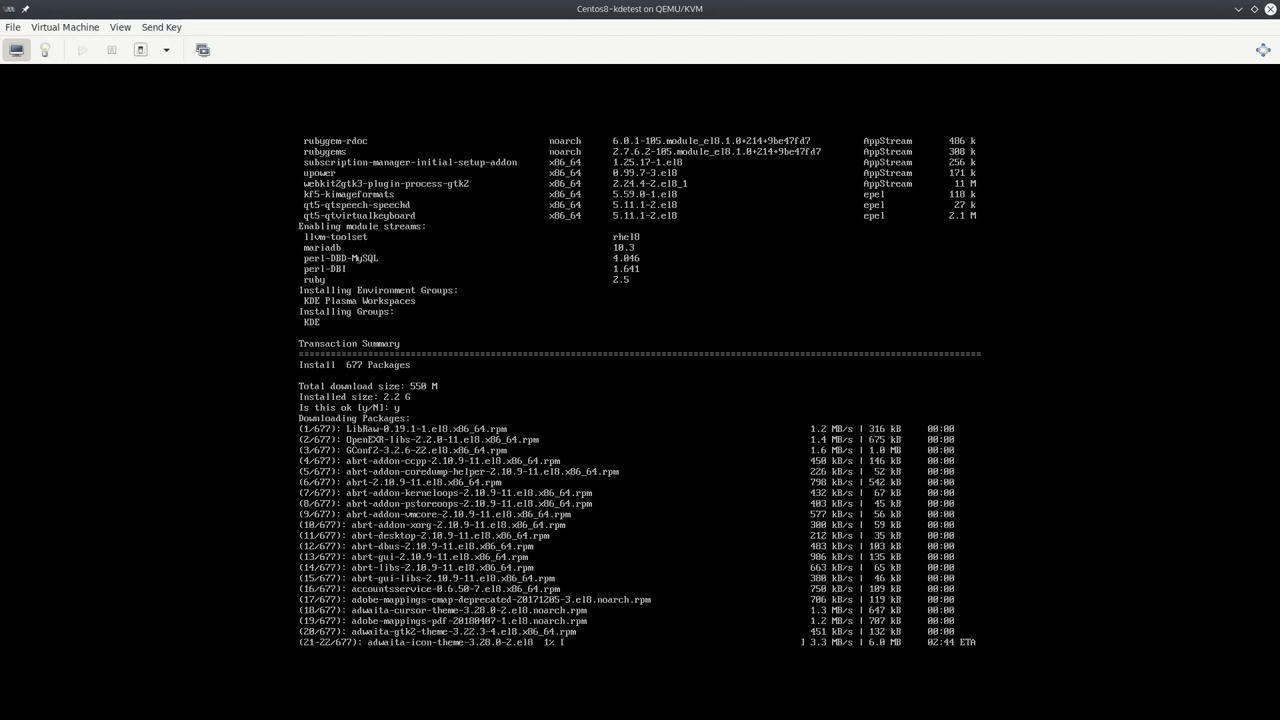 Centos8-kdetest on QEMU/KVM
File Virtual Machine View Send Key
rubygem-rdoc noarch 6.0.1-105.module_el8.1.0+214+9be47fd7 AppStream 486 k
rubygems noarch 2.7.6.2-105.module_el8.1.0+214+9be47fd7 AppStream 308 k
subscription-manager-initial-setup-addon x86_64 1.25.17-1.el8 AppStream 256 k
upower x86_64 0.99.7-3.el8 AppStream 171 k
webkit2gtk3-plugin-process-gtk2 x86_64 2.24.4-2.el8_1 AppStream 11 M
kf5-kimageformats x86_64 5.59.0-1.el8 epel 118 k
qt5-qtspeech-speechd x86_64 5.11.1-2.el8 epel 27 k
qt5-qtvirtualkeyboard x86_64 5.11.1-2.el8 epel 2.1 M
Enabling module streams:
llvm-toolset rhel8
mariadb 10.3
perl-DBD-MySQL 4.046
perl-DBI 1.641
ruby 2.5
Installing Environment Groups:
KDE Plasma Workspaces
Installing Groups:
KDE
Transaction Summary
================================================================================================================================
Install 677 Packages
Total download size: 550 M
Installed size: 2.2 G
Is this ok [y/N]: y
Downloading Packages:
(1/677): LibRaw-0.19.1-1.el8.x86_64.rpm 1.2 MB/s | 316 kB 00:00
(2/677): OpenEXR-libs-2.2.0-11.el8.x86_64.rpm 1.4 MB/s | 675 kB 00:00
(3/677): GConf2-3.2.6-22.el8.x86_64.rpm 1.6 MB/s | 1.0 MB 00:00
(4/677): abrt-addon-ccpp-2.10.9-11.el8.x86_64.rpm 450 kB/s | 146 kB 00:00
(5/677): abrt-addon-coredump-helper-2.10.9-11.el8.x86_64.rpm 226 kB/s | 52 kB 00:00
(6/677): abrt-2.10.9-11.el8.x86_64.rpm 798 kB/s | 542 kB 00:00
(7/677): abrt-addon-kerneloops-2.10.9-11.el8.x86_64.rpm 432 kB/s | 67 kB 00:00
(8/677): abrt-addon-pstoreoops-2.10.9-11.el8.x86_64.rpm 403 kB/s | 45 kB 00:00
(9/677): abrt-addon-vmcore-2.10.9-11.el8.x86_64.rpm 577 kB/s | 56 kB 00:00
(10/677): abrt-addon-xorg-2.10.9-11.el8.x86_64.rpm 300 kB/s | 59 kB 00:00
(11/677): abrt-desktop-2.10.9-11.el8.x86_64.rpm 212 kB/s | 35 kB 00:00
(12/677): abrt-dbus-2.10.9-11.el8.x86_64.rpm 483 kB/s | 103 kB 00:00
(13/677): abrt-gui-2.10.9-11.el8.x86_64.rpm 986 kB/s | 135 kB 00:00
(14/677): abrt-libs-2.10.9-11.el8.x86_64.rpm 663 kB/s | 65 kB 00:00
(15/677): abrt-gui-libs-2.10.9-11.el8.x86_64.rpm 380 kB/s | 46 kB 00:00
(16/677): accountsservice-0.6.50-7.el8.x86_64.rpm 750 kB/s | 109 kB 00:00
(17/677): adobe-mappings-cmap-deprecated-20171205-3.el8.noarch.rpm 706 kB/s | 119 kB 00:00
(18/677): adwaita-cursor-theme-3.28.0-2.el8.noarch.rpm 1.3 MB/s | 647 kB 00:00
(19/677): adobe-mappings-pdf-20180407-1.el8.noarch.rpm 1.2 MB/s | 707 kB 00:00
(20/677): adwaita-gtk2-theme-3.22.3-4.el8.x86_64.rpm 451 kB/s | 132 kB 00:00
(21-22/677): adwaita-icon-theme-3.28.0-2.el8 1% [ ] 3.3 MB/s | 6.0 MB 02:44 ETA